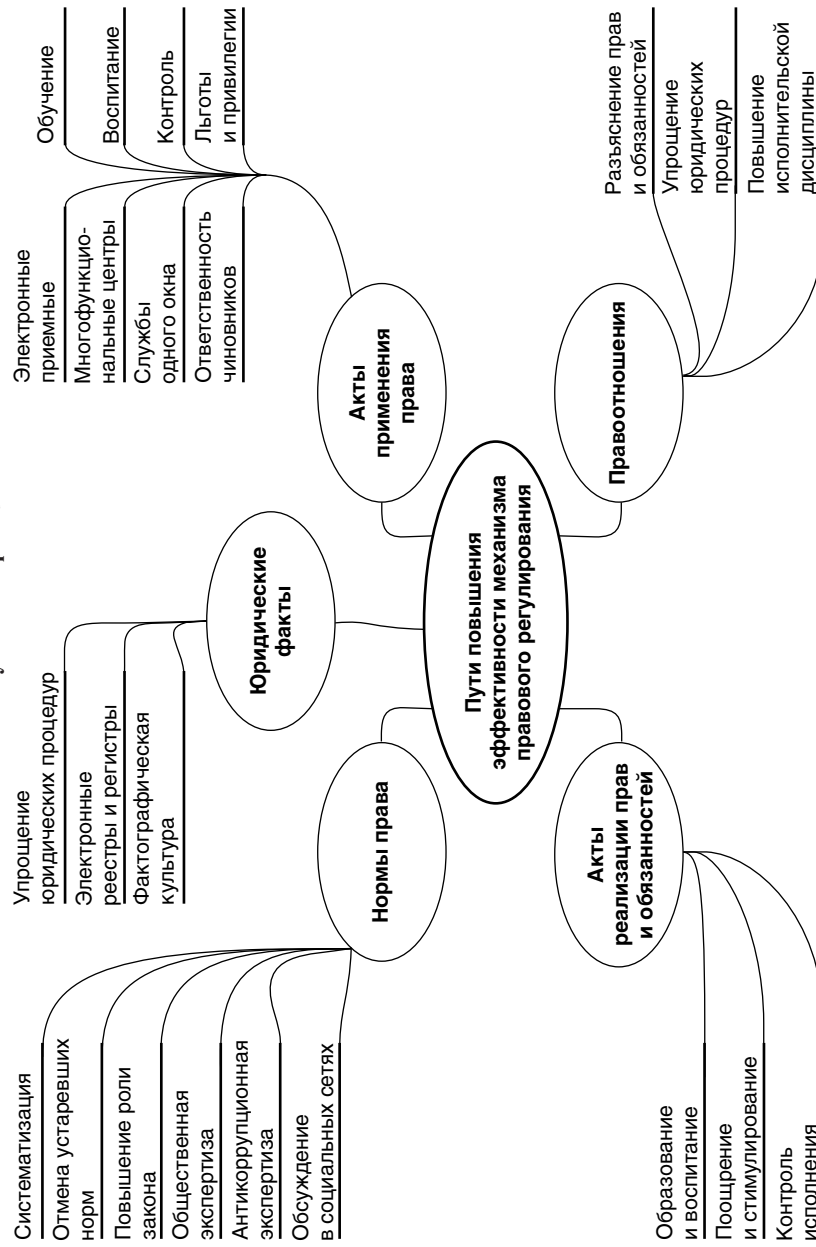 Систематизация
Отмена устаревших
норм
Повышение роли
закона
Общественная
экспертиза
Антикоррупционная
экспертиза
Обсуждение
в социальных сетях
Упрощение
юридических процедур
Электронные
реестры и регистры
Фактографическая
культура
Электронные
приемные
Многофункцио-
нальные центры
Службы
одного окна
Ответственность
чиновников
Обучение
Воспитание
Контроль
Льготы
и привилегии
Нормы права
Юридические
факты
Акты
применения
права
Пути повышения
эффективности механизма
правового регулирования
Акты
реализации прав
и обязанностей
Правоотношения
Образование
и воспитание
Поощрение
и стимулирование
Контроль
исполнения
Разъяснение прав
и обязанностей
Упрощение
юридических
процедур
Повышение
исполнительской
дисциплины